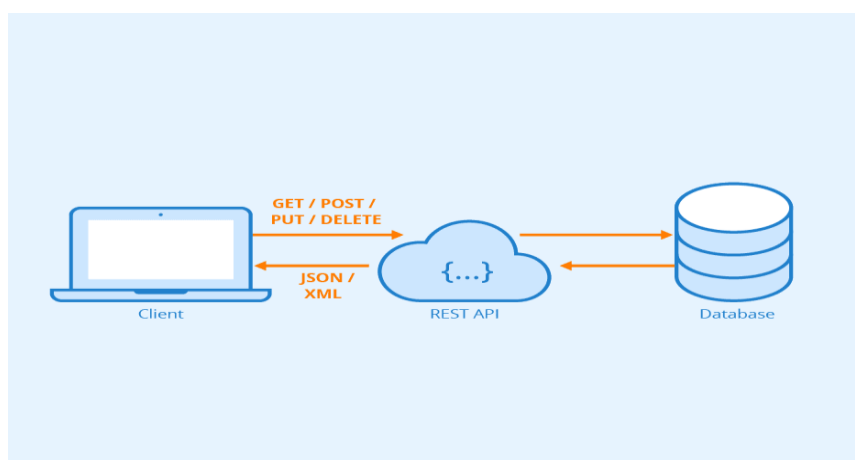 GET / POST /
PUT / DELETE
JSON /
XML
{...}
Client
REST API
Database